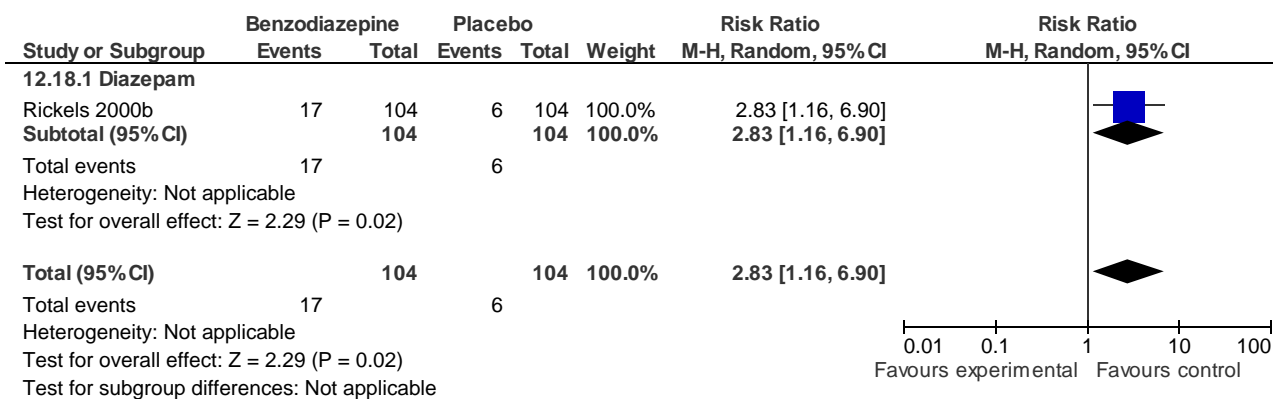 Benzodiazepine Placebo Risk Ratio Risk Ratio
Study or Subgroup Events Total Events Total Weight M-H, Random, 95% CI M-H, Random, 95% CI
12.18.1 Diazepam
Rickels 2000b 17 104 6 104 100.0% 2.83 [1.16, 6.90]
Subtotal (95% CI) 104 104 100.0% 2.83 [1.16, 6.90]
Total events 17 6
Heterogeneity: Not applicable
Test for overall effect: Z = 2.29 (P = 0.02)
Total (95% CI) 104 104 100.0% 2.83 [1.16, 6.90]
Total events 17 6
Heterogeneity: Not applicable
Test for overall effect: Z = 2.29 (P = 0.02)
Test for subgroup differences: Not applicable
0.01 0.1 1 10 100
Favours experimental Favours control